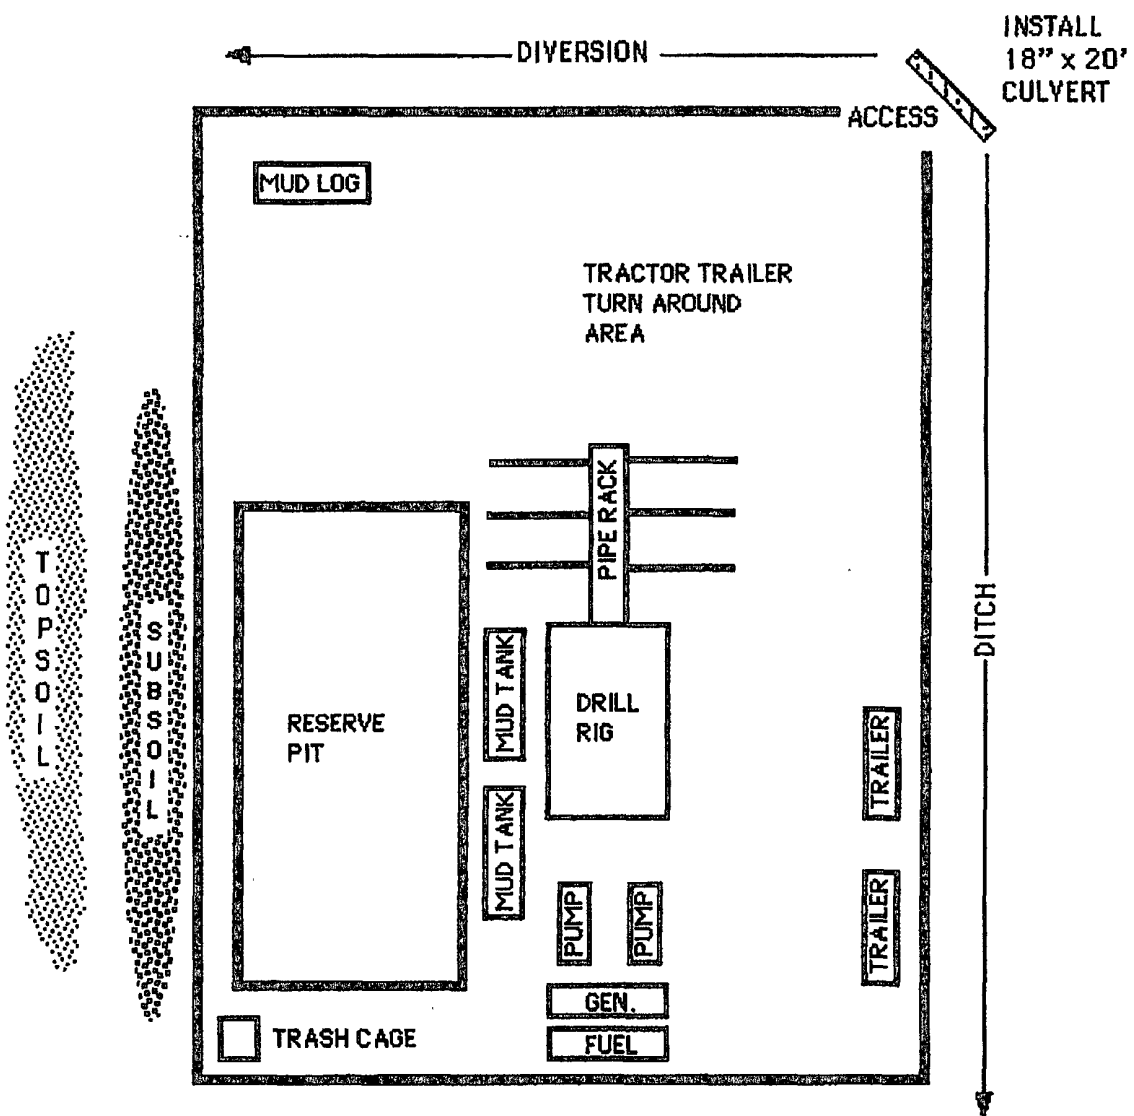 INSTALL
18" x 20'
CULVERT
DIVERSION
ACCESS
MUD LOG
TRACTOR TRAILER
TURN AROUND
AREA
PIPE RACK
TOPSOIL
SUBSOIL
DITCH
RESERVE
PIT
MUD TANK
DRILL
RIG
TRAILER
MUD TANK
PUMP
PUMP
TRAILER
GEN.
TRASH CAGE
FUEL